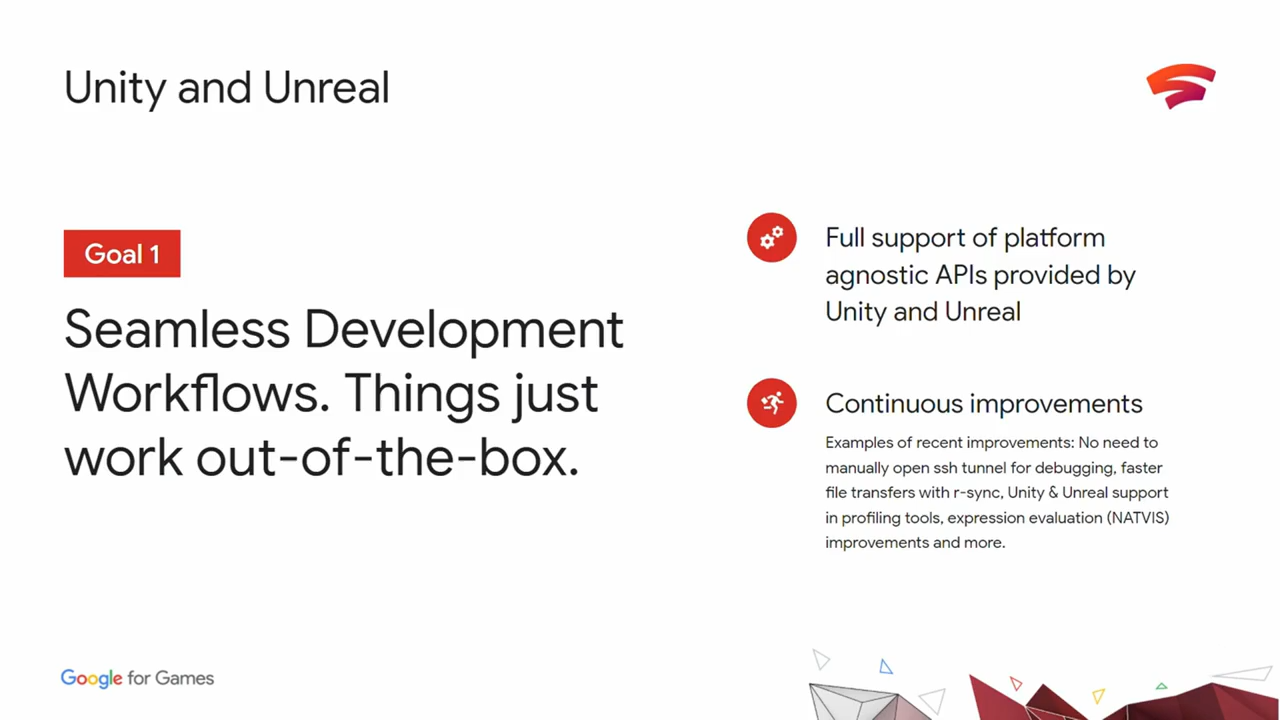 Unity and Unreal
Goal 1
Seamless Development
Workflows. Things just
work out-of-the-box.
Full support of platform
agnostic APIs provided by
Unity and Unreal
Continuous improvements
Examples of recent improvements: No need to
manually open ssh tunnel for debugging, faster
file transfers with r-sync, Unity & Unreal support
in profiling tools, expression evaluation (NATVIS)
improvements and more.
Google for Games